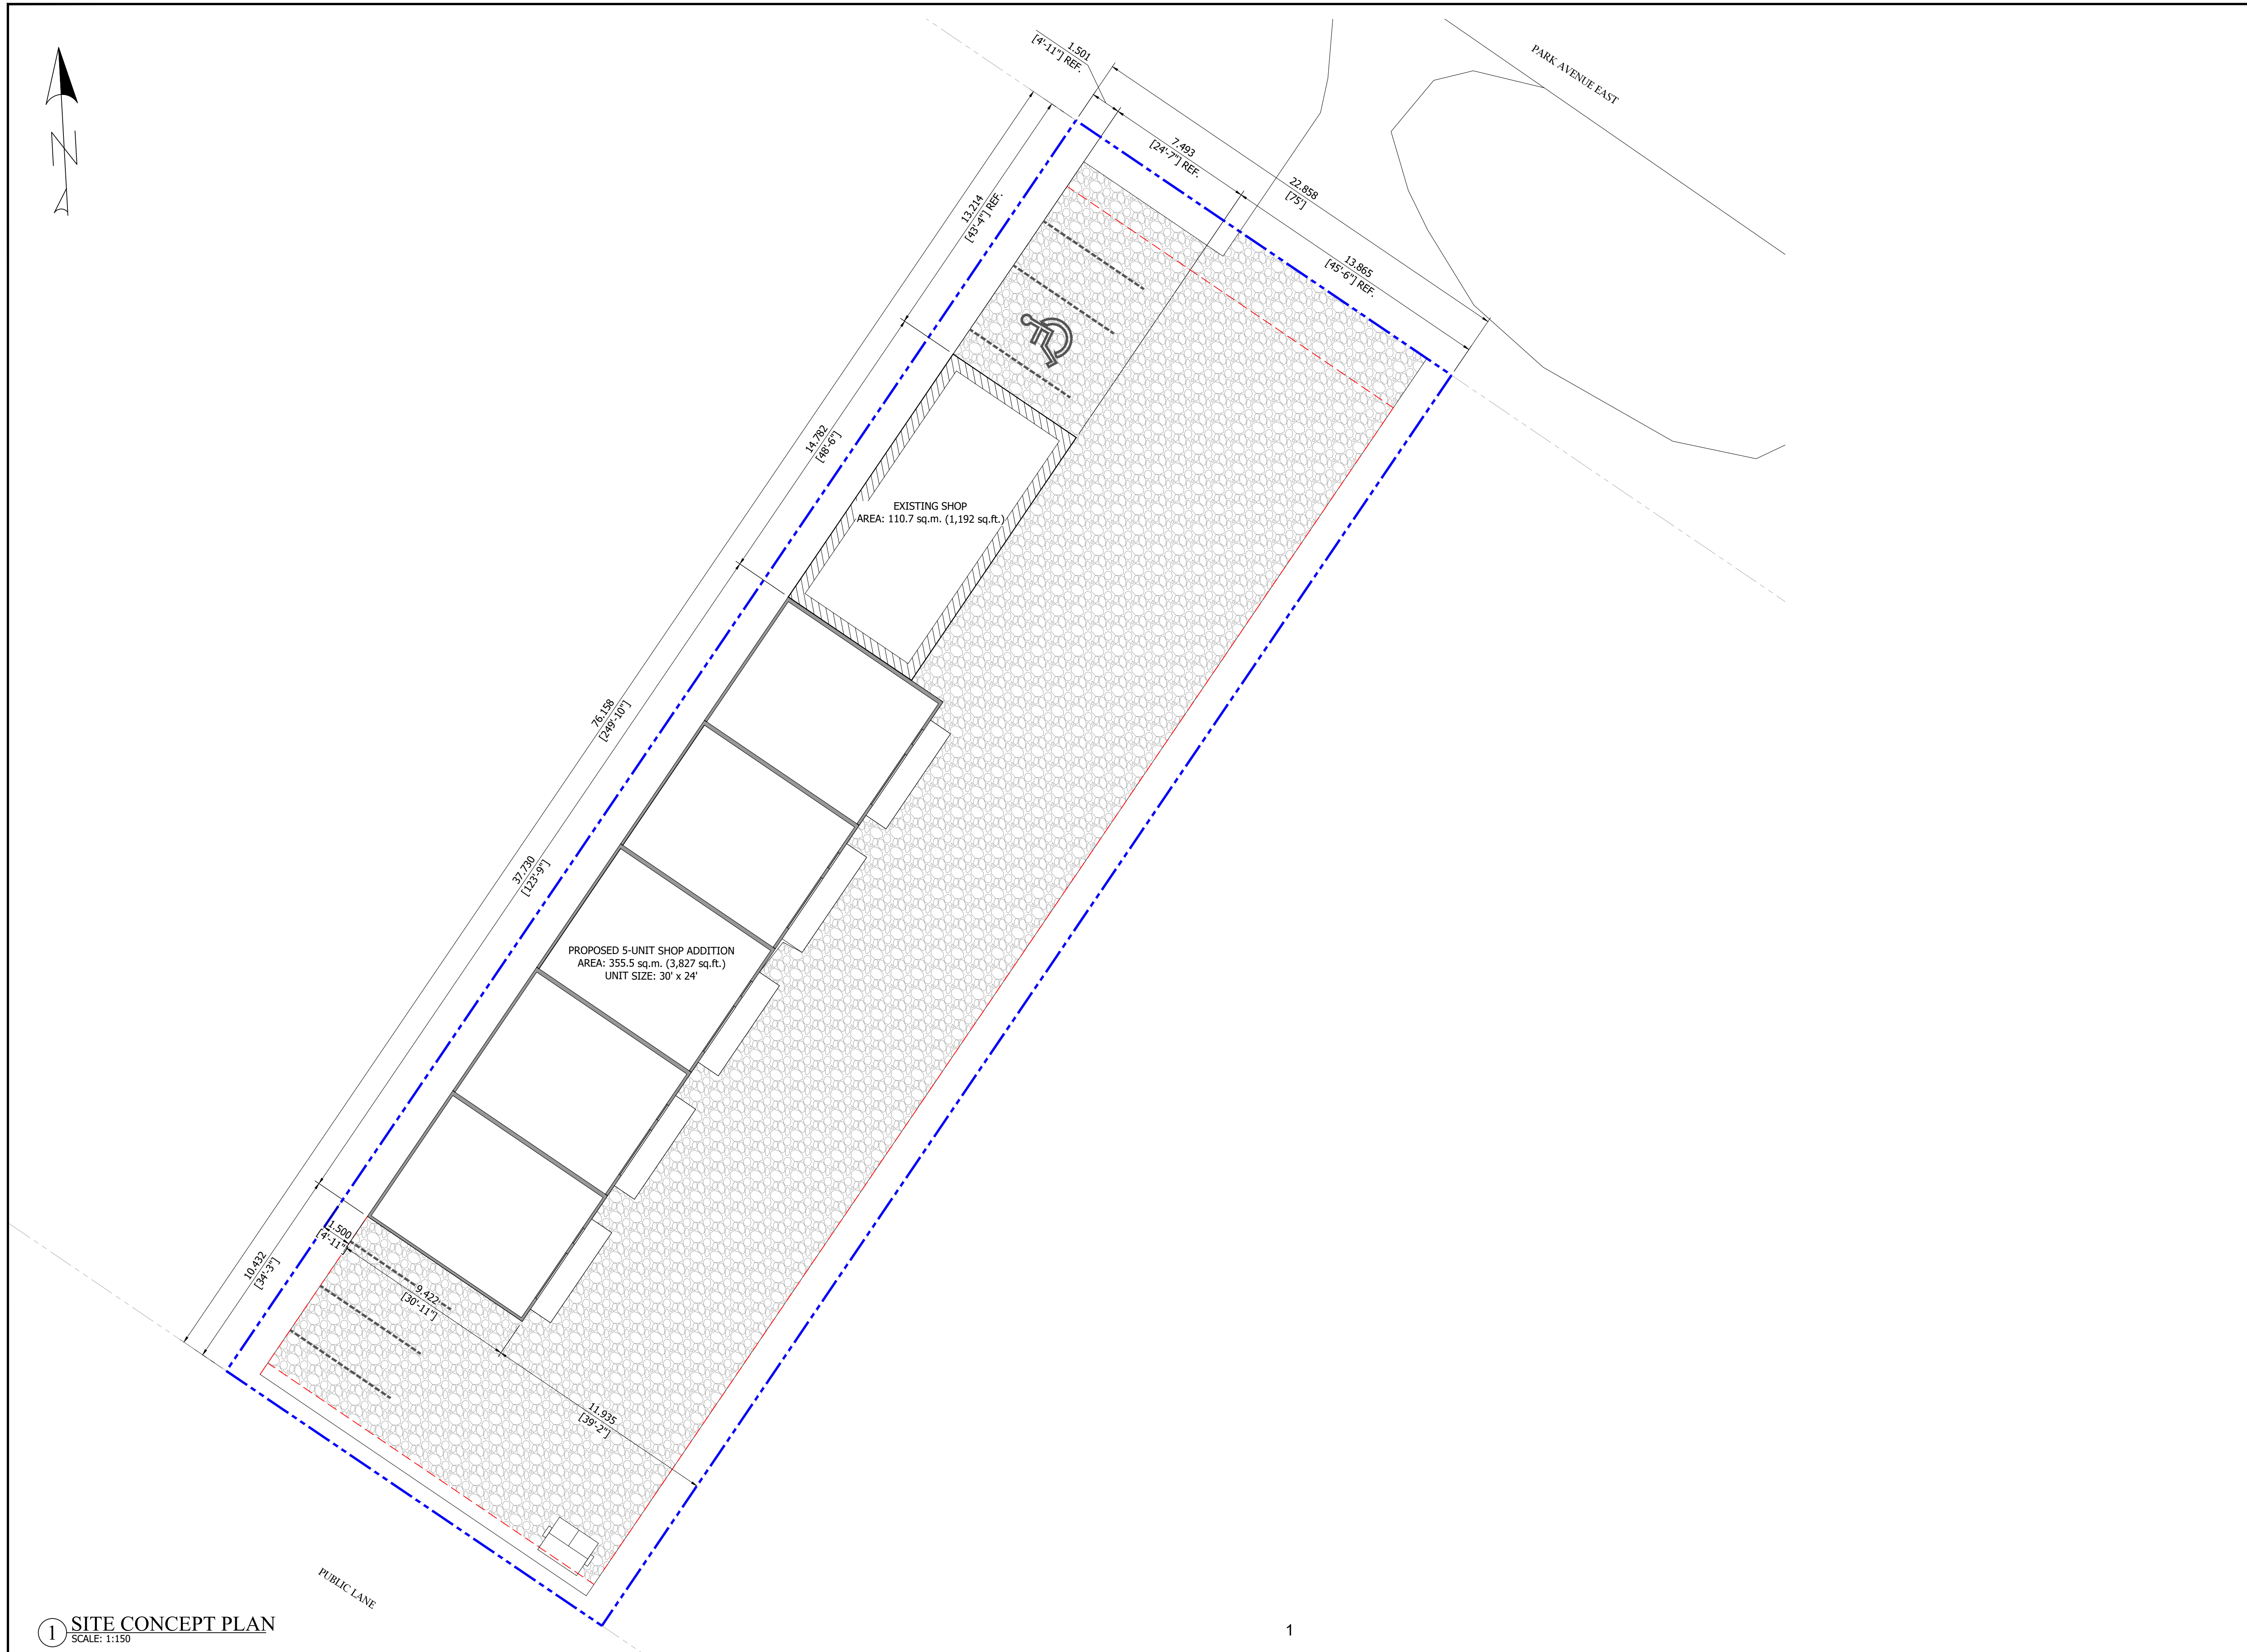 1.501
[4'-11"] REF.
PARK AVENUE EAST
7.493
[24'-7"] REF.
22.858
[75']
13.214
[43'-4"] REF.
13.865
[45'-6"] REF.
14.782
[48'-6"]
EXISTING SHOP
AREA: 110.7 sq.m. (1,192 sq.ft.)
76.158
[249'-10"]
37.730
[123'-9"]
PROPOSED 5-UNIT SHOP ADDITION
AREA: 355.5 sq.m. (3,827 sq.ft.)
UNIT SIZE: 30' x 24'
1.500
[4'-11"]
10.432
[34'-3"]
9.422
[30'-11"]
11.935
[39'-2"]
PUBLIC LANE
1 SITE CONCEPT PLAN
SCALE: 1:150
1